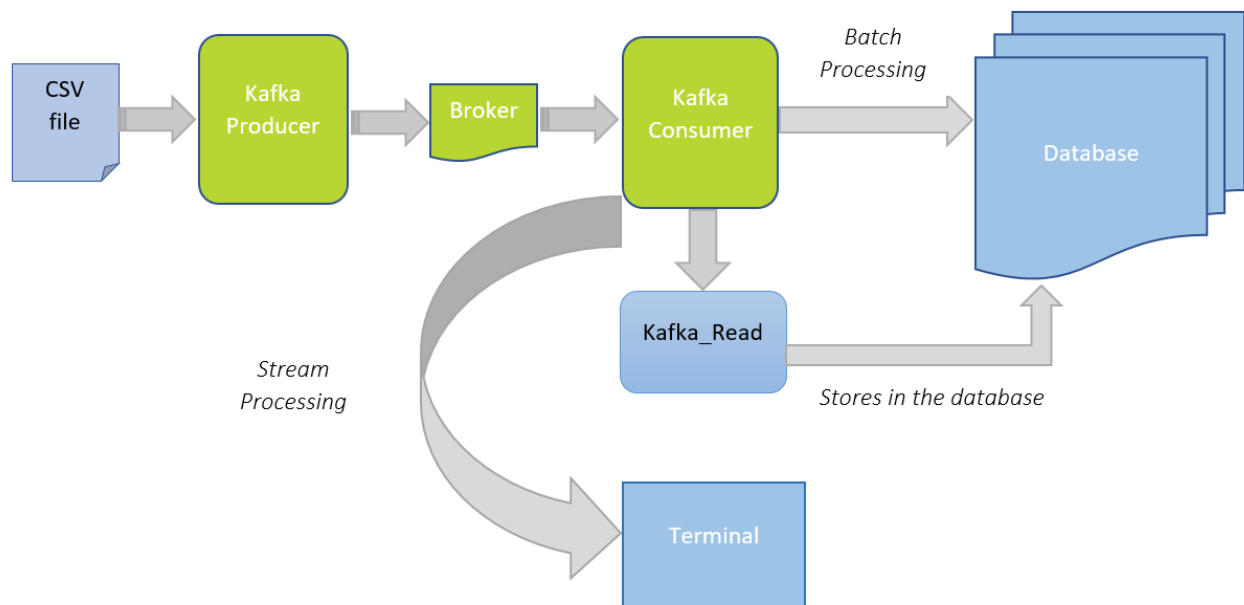 CSV
file
Kafka
Producer
Broker
Kafka
Consumer
Batch
Processing
Database
Kafka_Read
Stream
Processing
Stores in the database
Terminal